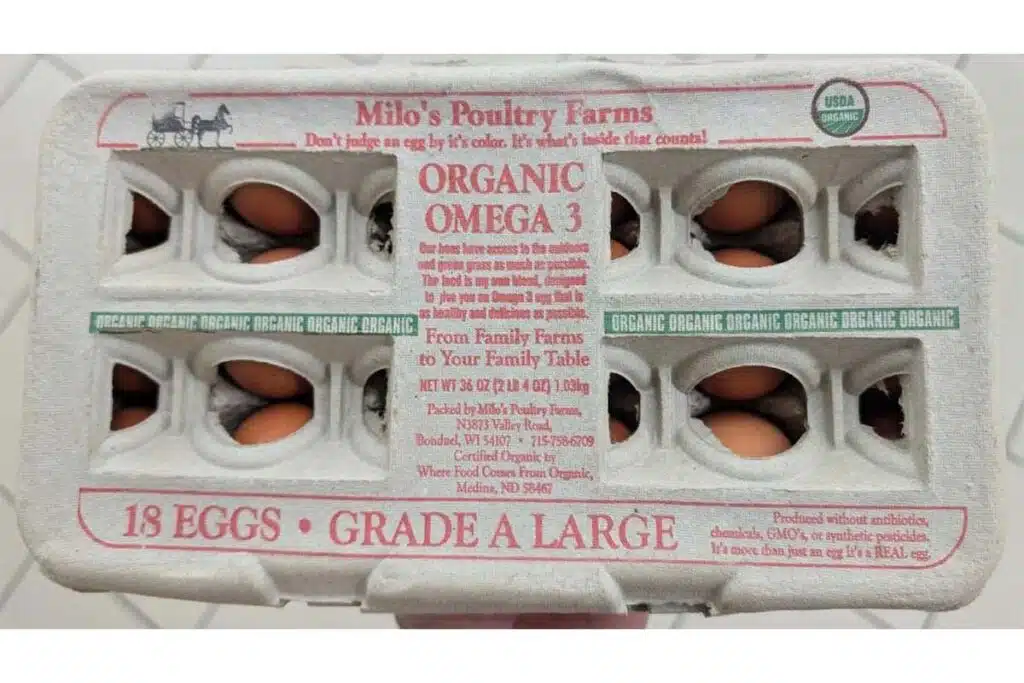 Milo's Poultry Farms
Don't judge an egg by it's color. It's what's inside that counts!
USDA
ORGANIC
ORGANIC
OMEGA 3
Our hens have access to the outdoors
and green grass as much as possible.
The feed is my own blend, designed
to give you an Omega 3 egg that is
as healthy and delicious as possible.
ORGANIC ORGANIC ORGANIC ORGANIC ORGANIC ORGANIC
ORGANIC ORGANIC ORGANIC ORGANIC ORGANIC ORGANIC
From Family Farms
to Your Family Table
NET WT 36 OZ (2 LB 4 OZ) 1.03kg
Packed by Milo's Poultry Farms,
N3873 Valley Road,
Bonduel, WI 54107 • 715-758-6709
Certified Organic by
Where Food Comes From Organic,
Medina, ND 58467
18 EGGS • GRADE A LARGE
Produced without antibiotics,
chemicals, GMO's, or synthetic pesticides.
It's more than just an egg It's a REAL egg.